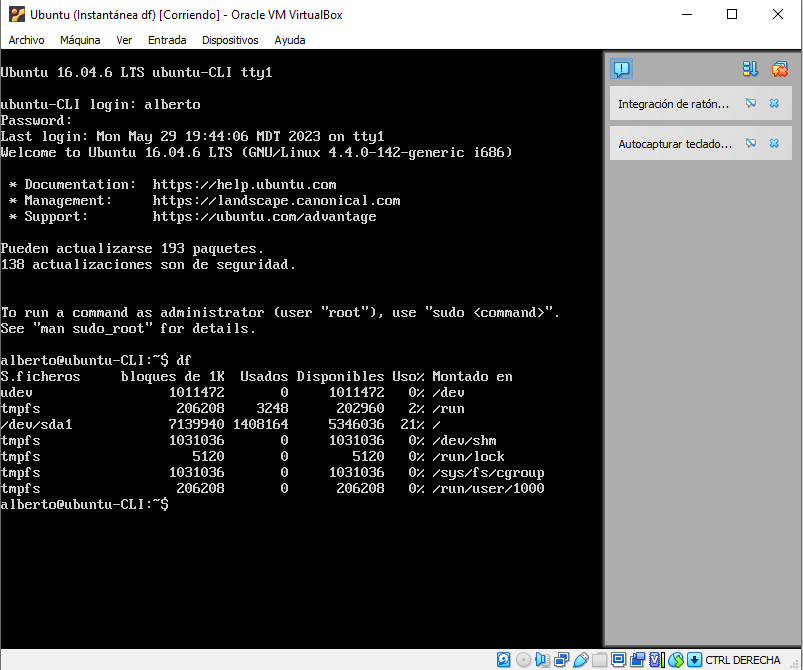 Ubuntu (Instantánea df) [Corriendo] - Oracle VM VirtualBox
Archivo Máquina Ver Entrada Dispositivos Ayuda
Ubuntu 16.04.6 LTS ubuntu-CLI tty1
ubuntu-CLI login: alberto
Password:
Last login: Mon May 29 19:44:06 MDT 2023 on tty1
Welcome to Ubuntu 16.04.6 LTS (GNU/Linux 4.4.0-142-generic i686)
* Documentation: https://help.ubuntu.com
* Management: https://landscape.canonical.com
* Support: https://ubuntu.com/advantage
Pueden actualizarse 193 paquetes.
138 actualizaciones son de seguridad.
To run a command as administrator (user "root"), use "sudo <command>".
See "man sudo_root" for details.
alberto@ubuntu-CLI:~$ df
S.ficheros bloques de 1K Usados Disponibles Uso% Montado en
udev 1011472 0 1011472 0% /dev
tmpfs 206208 3248 202960 2% /run
/dev/sda1 7139940 1408164 5346036 21% /
tmpfs 1031036 0 1031036 0% /dev/shm
tmpfs 5120 0 5120 0% /run/lock
tmpfs 1031036 0 1031036 0% /sys/fs/cgroup
tmpfs 206208 0 206208 0% /run/user/1000
alberto@ubuntu-CLI:~$
Integración de ratón...
Autocapturar teclado...
CTRL DERECHA